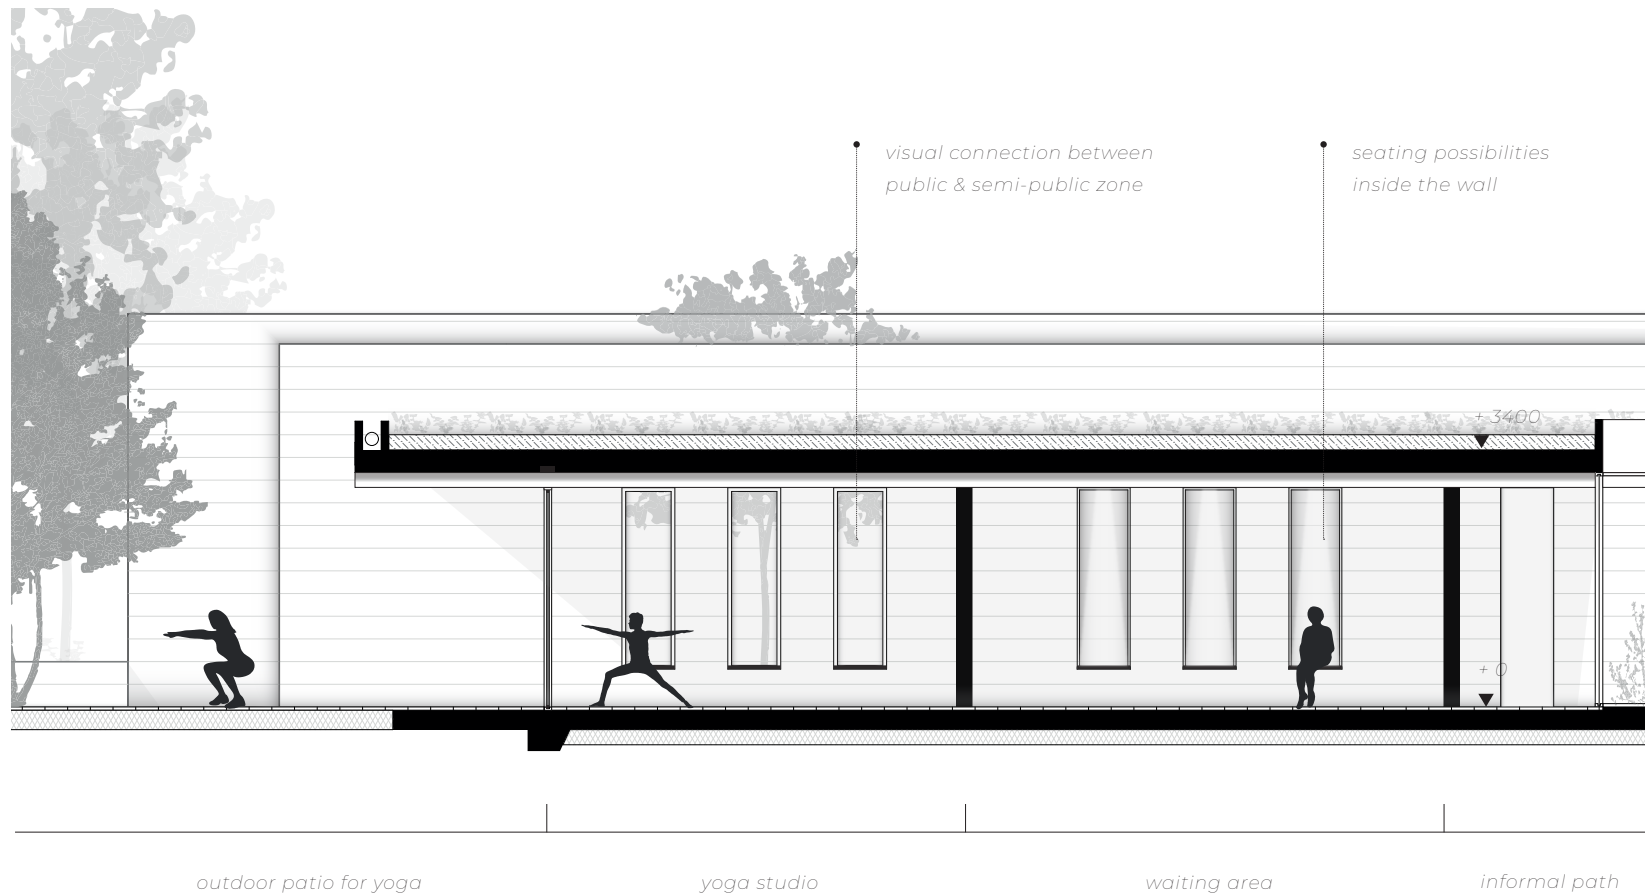 visual connection between
public & semi-public zone
seating possibilities
inside the wall
+ 3400
+ 0
outdoor patio for yoga
yoga studio
waiting area
informal path